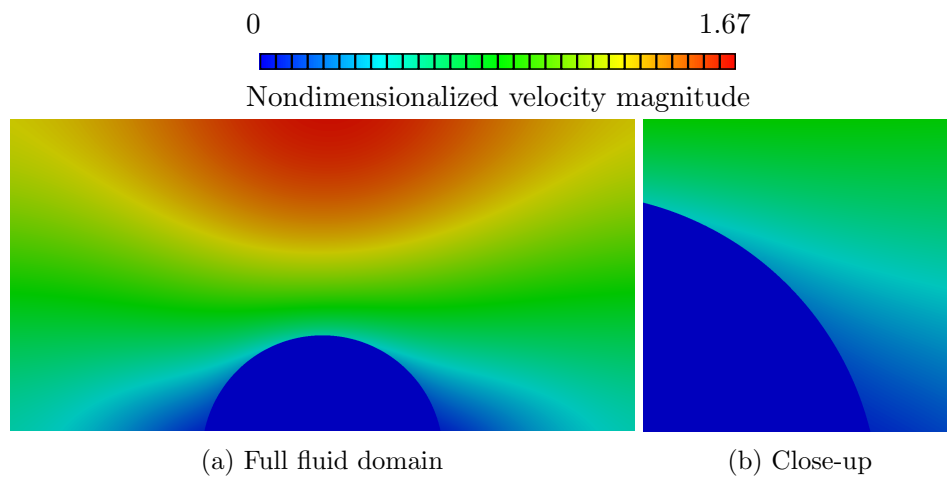 0 1.67
Nondimensionalized velocity magnitude
(a) Full fluid domain
(b) Close-up